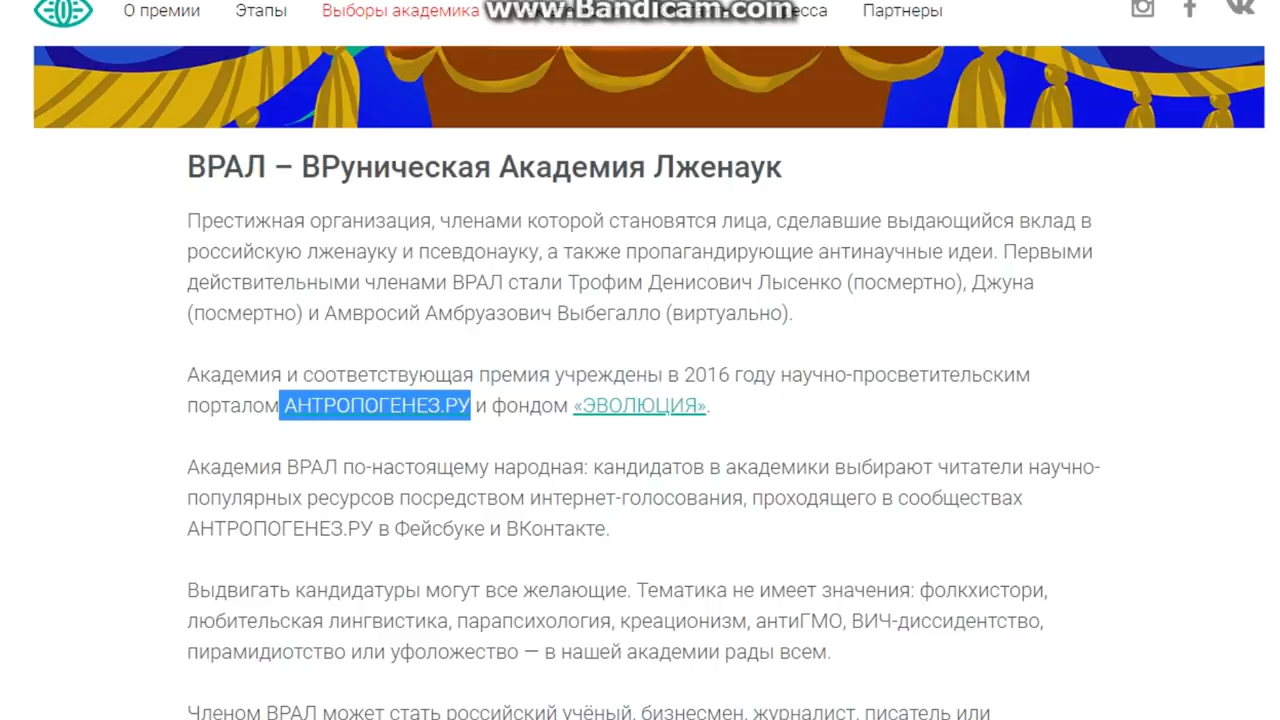 О премии Этапы Выборы академика Партнеры
www.Bandicam.com
ВРАЛ – ВРуническая Академия Лженаук
Престижная организация, членами которой становятся лица, сделавшие выдающийся вклад в
российскую лженауку и псевдонауку, а также пропагандирующие антинаучные идеи. Первыми
действительными членами ВРАЛ стали Трофим Денисович Лысенко (посмертно), Джуна
(посмертно) и Амвросий Амбруазович Выбегалло (виртуально).
Академия и соответствующая премия учреждены в 2016 году научно-просветительским
порталом АНТРОПОГЕНЕЗ.РУ и фондом «ЭВОЛЮЦИЯ».
Академия ВРАЛ по-настоящему народная: кандидатов в академики выбирают читатели научно-
популярных ресурсов посредством интернет-голосования, проходящего в сообществах
АНТРОПОГЕНЕЗ.РУ в Фейсбуке и ВКонтакте.
Выдвигать кандидатуры могут все желающие. Тематика не имеет значения: фолкхистори,
любительская лингвистика, парапсихология, креационизм, антиГМО, ВИЧ-диссидентство,
пирамидиотство или уфоложество — в нашей академии рады всем.
Членом ВРАЛ может стать российский учёный, бизнесмен, журналист, писатель или